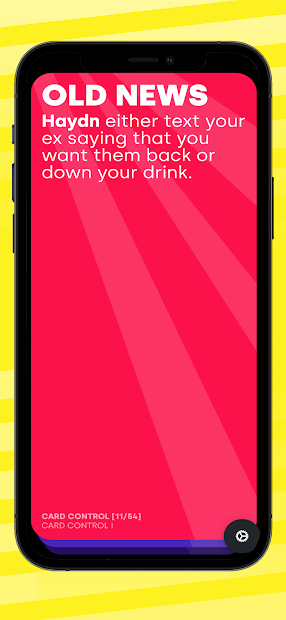 OLD NEWS
Haydn either text your
ex saying that you
want them back or
down your drink.
CARD CONTROL [11/54]
CARD CONTROL I